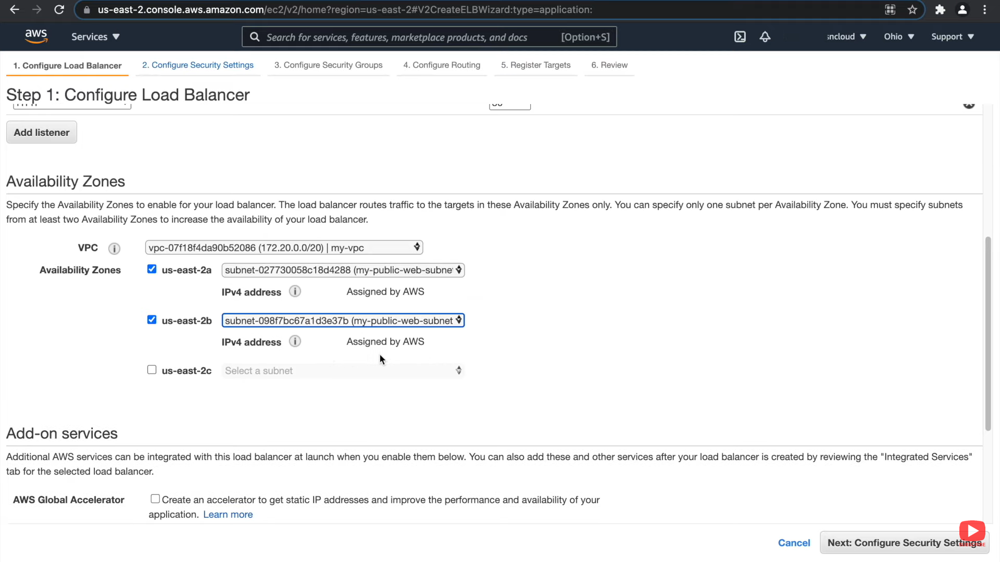 us-east-2.console.aws.amazon.com/ec2/v2/home?region=us-east-2#V2CreateELBWizard:type=application:
aws
Services
Search for services, features, marketplace products, and docs [Option+S]
sncloud
Ohio
Support
1. Configure Load Balancer
2. Configure Security Settings
3. Configure Security Groups
4. Configure Routing
5. Register Targets
6. Review
Step 1: Configure Load Balancer
Add listener
Availability Zones
Specify the Availability Zones to enable for your load balancer. The load balancer routes traffic to the targets in these Availability Zones only. You can specify only one subnet per Availability Zone. You must specify subnets
from at least two Availability Zones to increase the availability of your load balancer.
VPC
vpc-07f18f4da90b52086 (172.20.0.0/20) | my-vpc
Availability Zones
us-east-2a
subnet-027730058c18d4288 (my-public-web-subnet
IPv4 address
Assigned by AWS
us-east-2b
subnet-098f7bc67a1d3e37b (my-public-web-subnet
IPv4 address
Assigned by AWS
us-east-2c
Select a subnet
Add-on services
Additional AWS services can be integrated with this load balancer at launch when you enable them below. You can also add these and other services after your load balancer is created by reviewing the "Integrated Services"
tab for the selected load balancer.
AWS Global Accelerator
Create an accelerator to get static IP addresses and improve the performance and availability of your
application. Learn more
Cancel
Next: Configure Security Settings